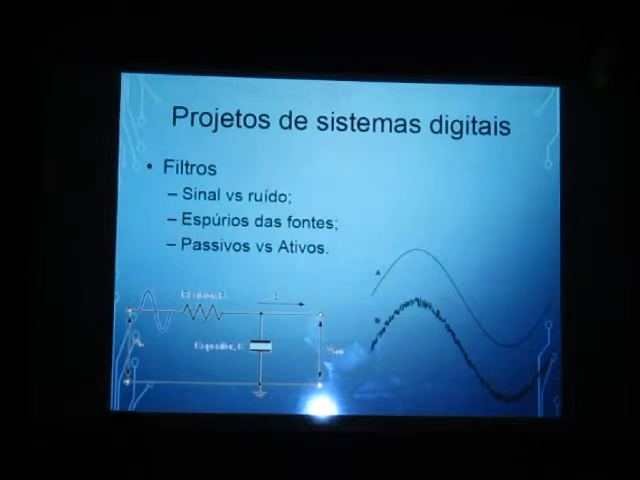 Projetos de sistemas digitais
• Filtros
– Sinal vs ruído;
– Espúrios das fontes;
– Passivos vs Ativos.
A
B